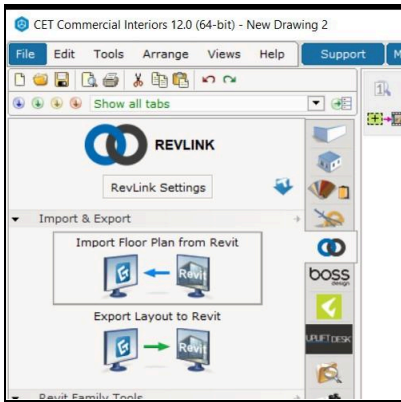 CET Commercial Interiors 12.0 (64-bit) - New Drawing 2
File Edit Tools Arrange Views Help Support M
Show all tabs
REVLINK
RevLink Settings
Import & Export
Import Floor Plan from Revit
Revit
boss
design
Export Layout to Revit
Revit
UPLIFT DESK
Revit Family Tools